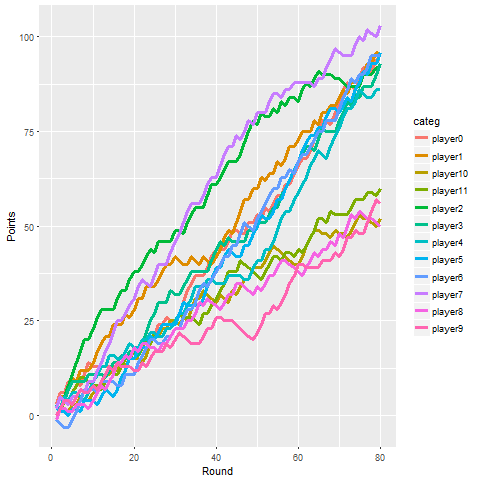 100
75
50
25
0
Points
0
20
40
60
80
Round
categ
player0
player1
player10
player11
player2
player3
player4
player5
player6
player7
player8
player9